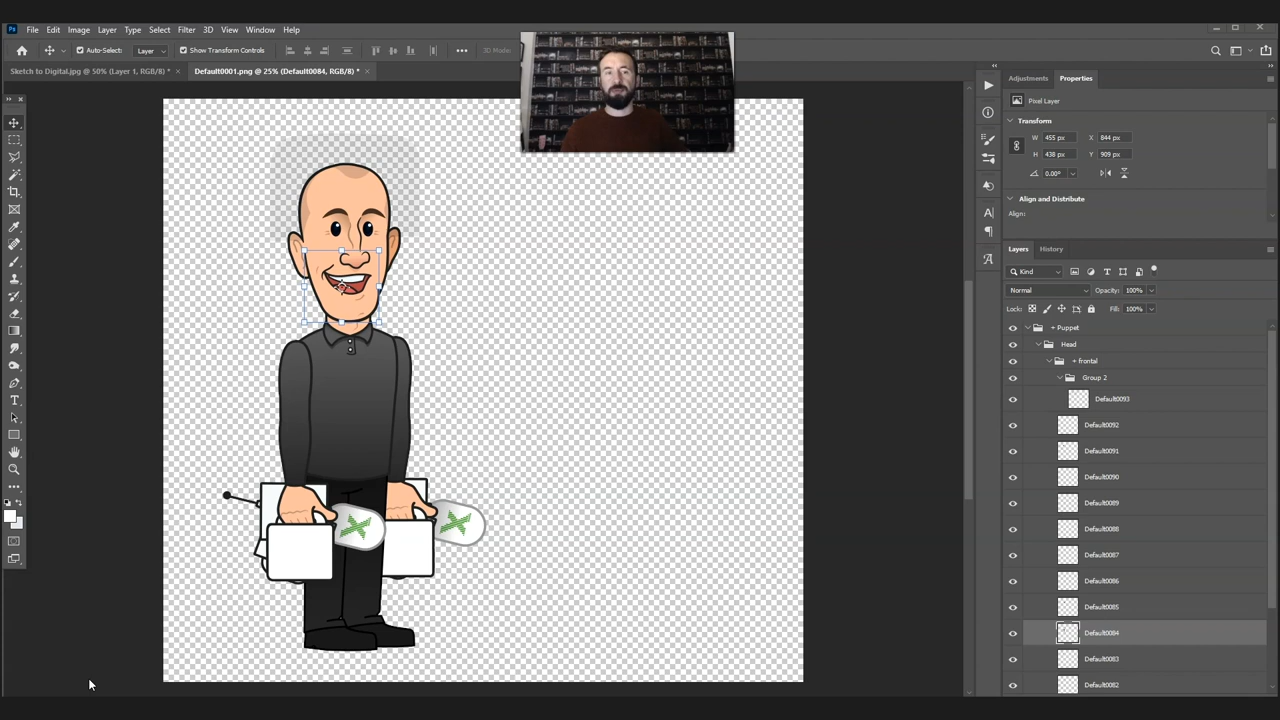 Ps File Edit Image Layer Type Select Filter 3D View Window Help
Auto-Select: Layer Show Transform Controls 3D Mode:
Sketch to Digital.jpg @ 50% (Layer 1, RGB/8) * × Default0001.png @ 25% (Default0084, RGB/8) * ×
Adjustments Properties
Pixel Layer
Transform
W 455 px X 844 px
H 438 px Y 909 px
0.00°
Align and Distribute
Align:
Layers History
Kind
Normal Opacity: 100%
Lock: Fill: 100%
+ Puppet
Head
+ frontal
Group 2
Default0093
Default0092
Default0091
Default0090
Default0089
Default0088
Default0087
Default0086
Default0085
Default0084
Default0083
Default0082